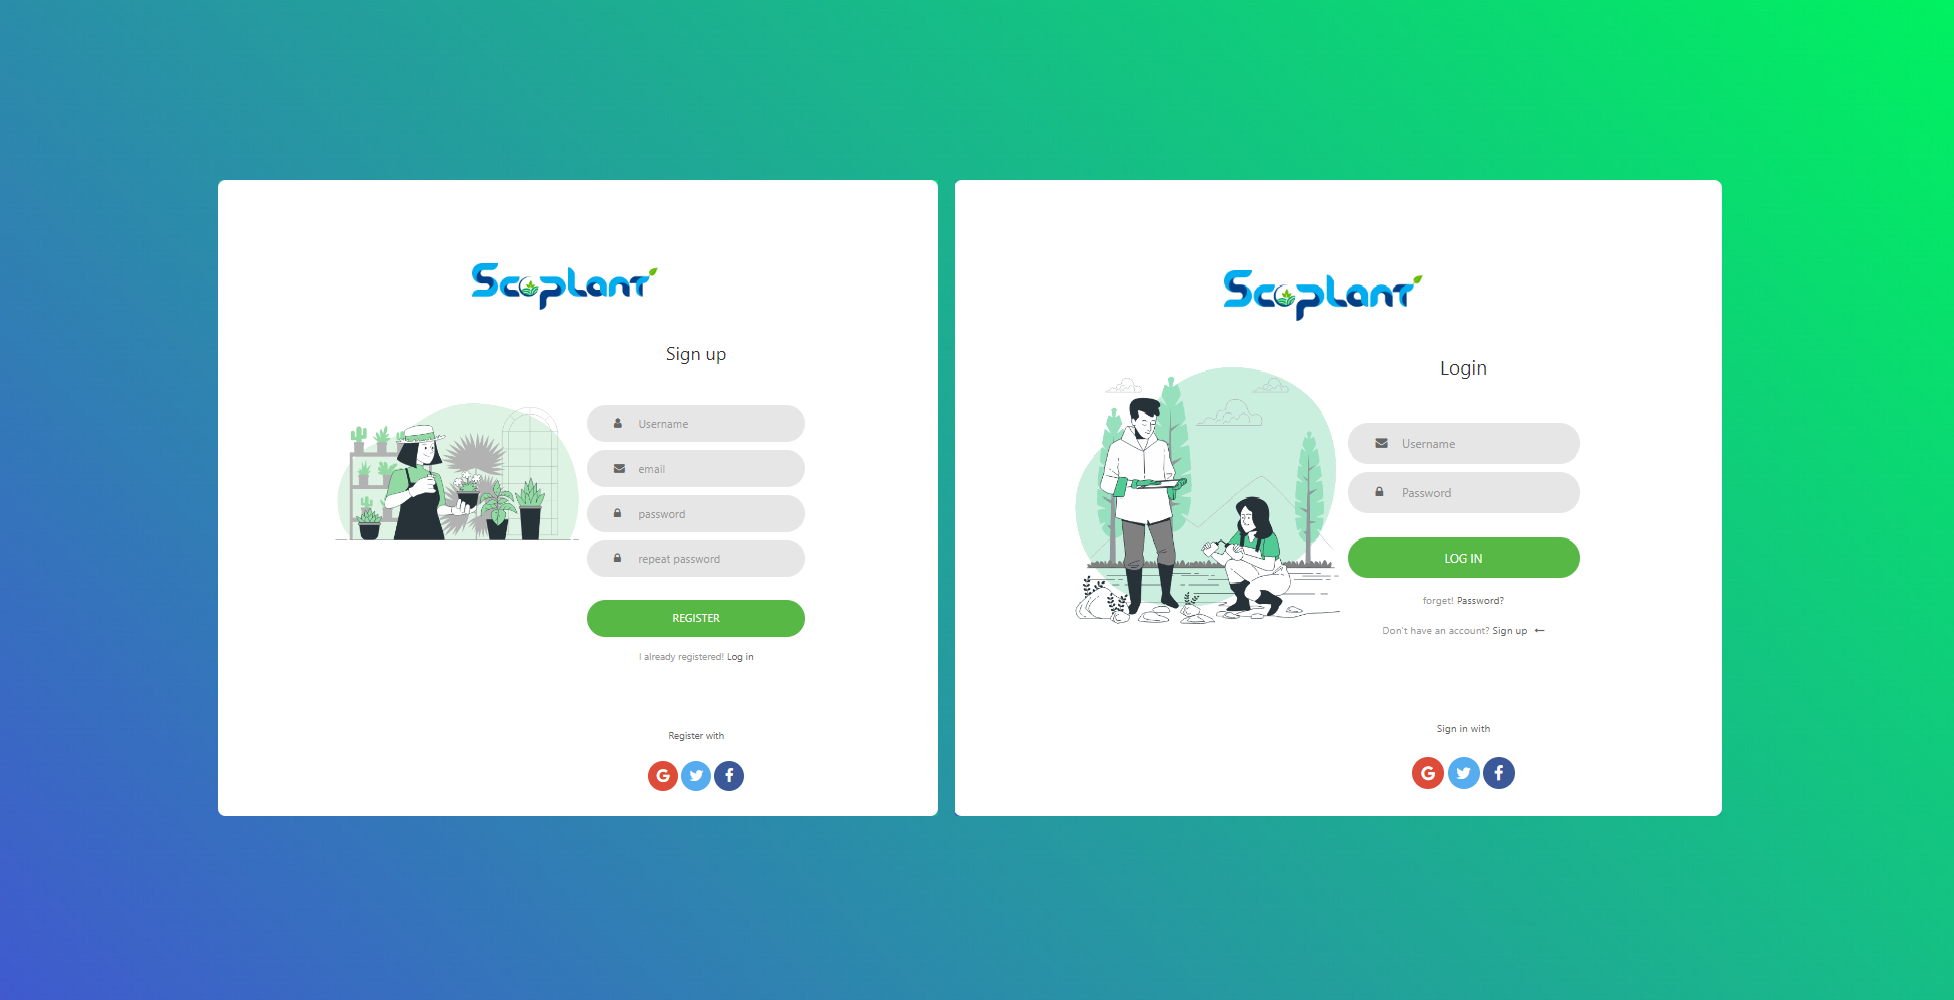 Scoplant
Sign up
Username
email
password
repeat password
REGISTER
I already registered! Log in
Register with
G f
Scoplant
Login
Username
Password
LOG IN
forget! Password?
Don't have an account? Sign up ←
Sign in with
G f